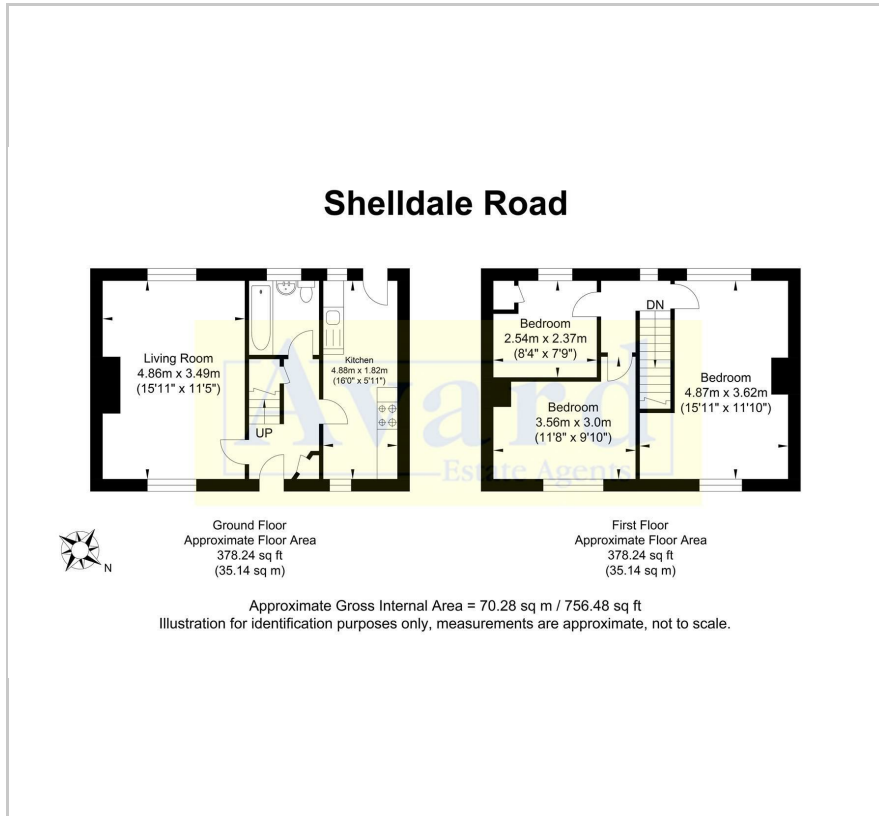 Shelldale Road
Living Room
4.86m x 3.49m
(15'11" x 11'5")
Kitchen
4.88m x 1.82m
(16'0" x 5'11")
UP
Ground Floor
Approximate Floor Area
378.24 sq ft
(35.14 sq m)
Bedroom
2.54m x 2.37m
(8'4" x 7'9")
DN
Bedroom
3.56m x 3.0m
(11'8" x 9'10")
Bedroom
4.87m x 3.62m
(15'11" x 11'10")
First Floor
Approximate Floor Area
378.24 sq ft
(35.14 sq m)
Avard
Estate Agents
N
Approximate Gross Internal Area = 70.28 sq m / 756.48 sq ft
Illustration for identification purposes only, measurements are approximate, not to scale.